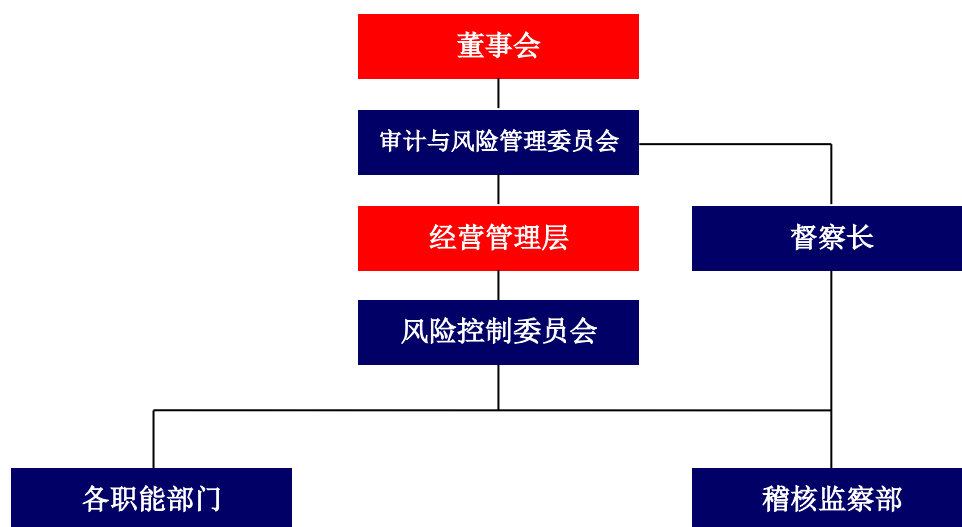 董事会
审计与风险管理委员会
经营管理层
督察长
风险控制委员会
各职能部门
稽核监察部